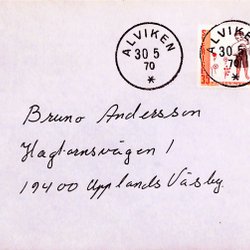 ALVIKEN
30 5
70
ALVIKEN
30 5
70
Bruno Andersson
Hagtornsvägen 1
19400 Upplands Väsby